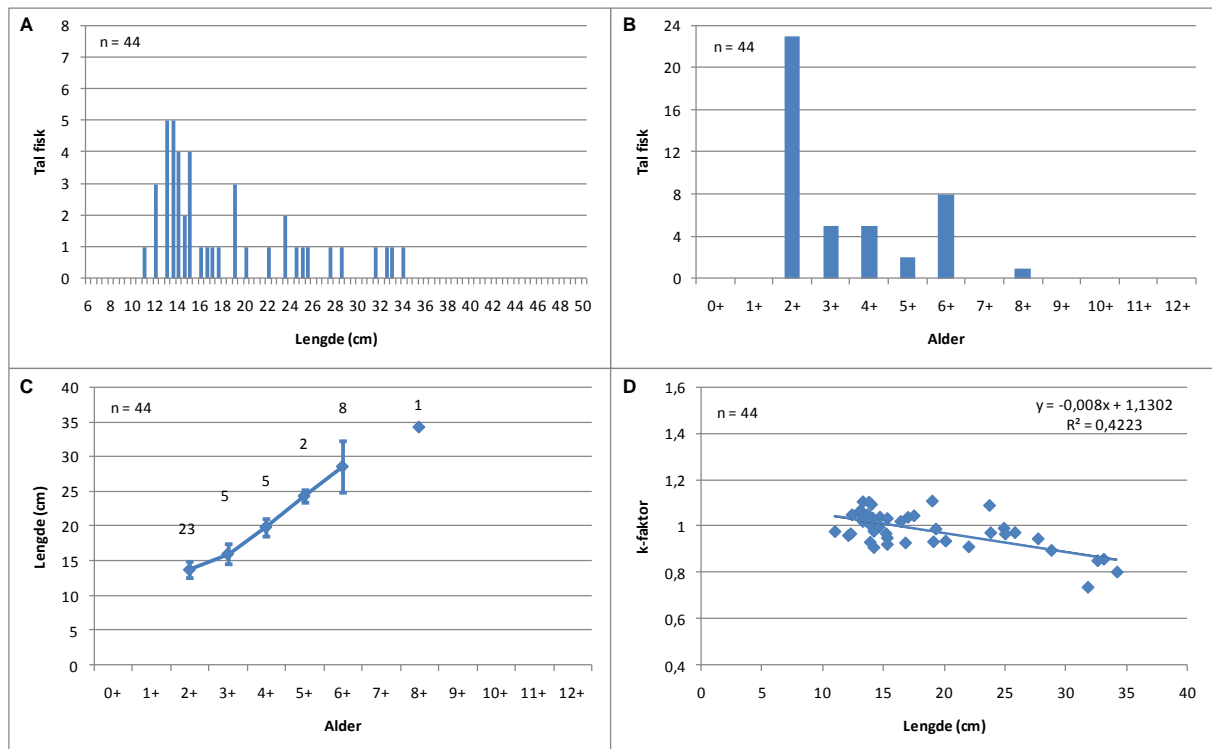 A
n = 44
Tal fisk
8
7
6
5
4
3
2
1
0
6 8 10 12 14 16 18 20 22 24 26 28 30 32 34 36 38 40 42 44 46 48 50
Lengde (cm)
B
n = 44
Tal fisk
24
20
16
12
8
4
0
0+ 1+ 2+ 3+ 4+ 5+ 6+ 7+ 8+ 9+ 10+ 11+ 12+
Alder
C
n = 44
Lengde (cm)
40
35
30
25
20
15
10
5
0
23 5 5 2 8 1
0+ 1+ 2+ 3+ 4+ 5+ 6+ 7+ 8+ 9+ 10+ 11+ 12+
Alder
D
n = 44
y = -0,008x + 1,1302
R² = 0,4223
k-faktor
1,6
1,4
1,2
1
0,8
0,6
0,4
0 5 10 15 20 25 30 35 40
Lengde (cm)